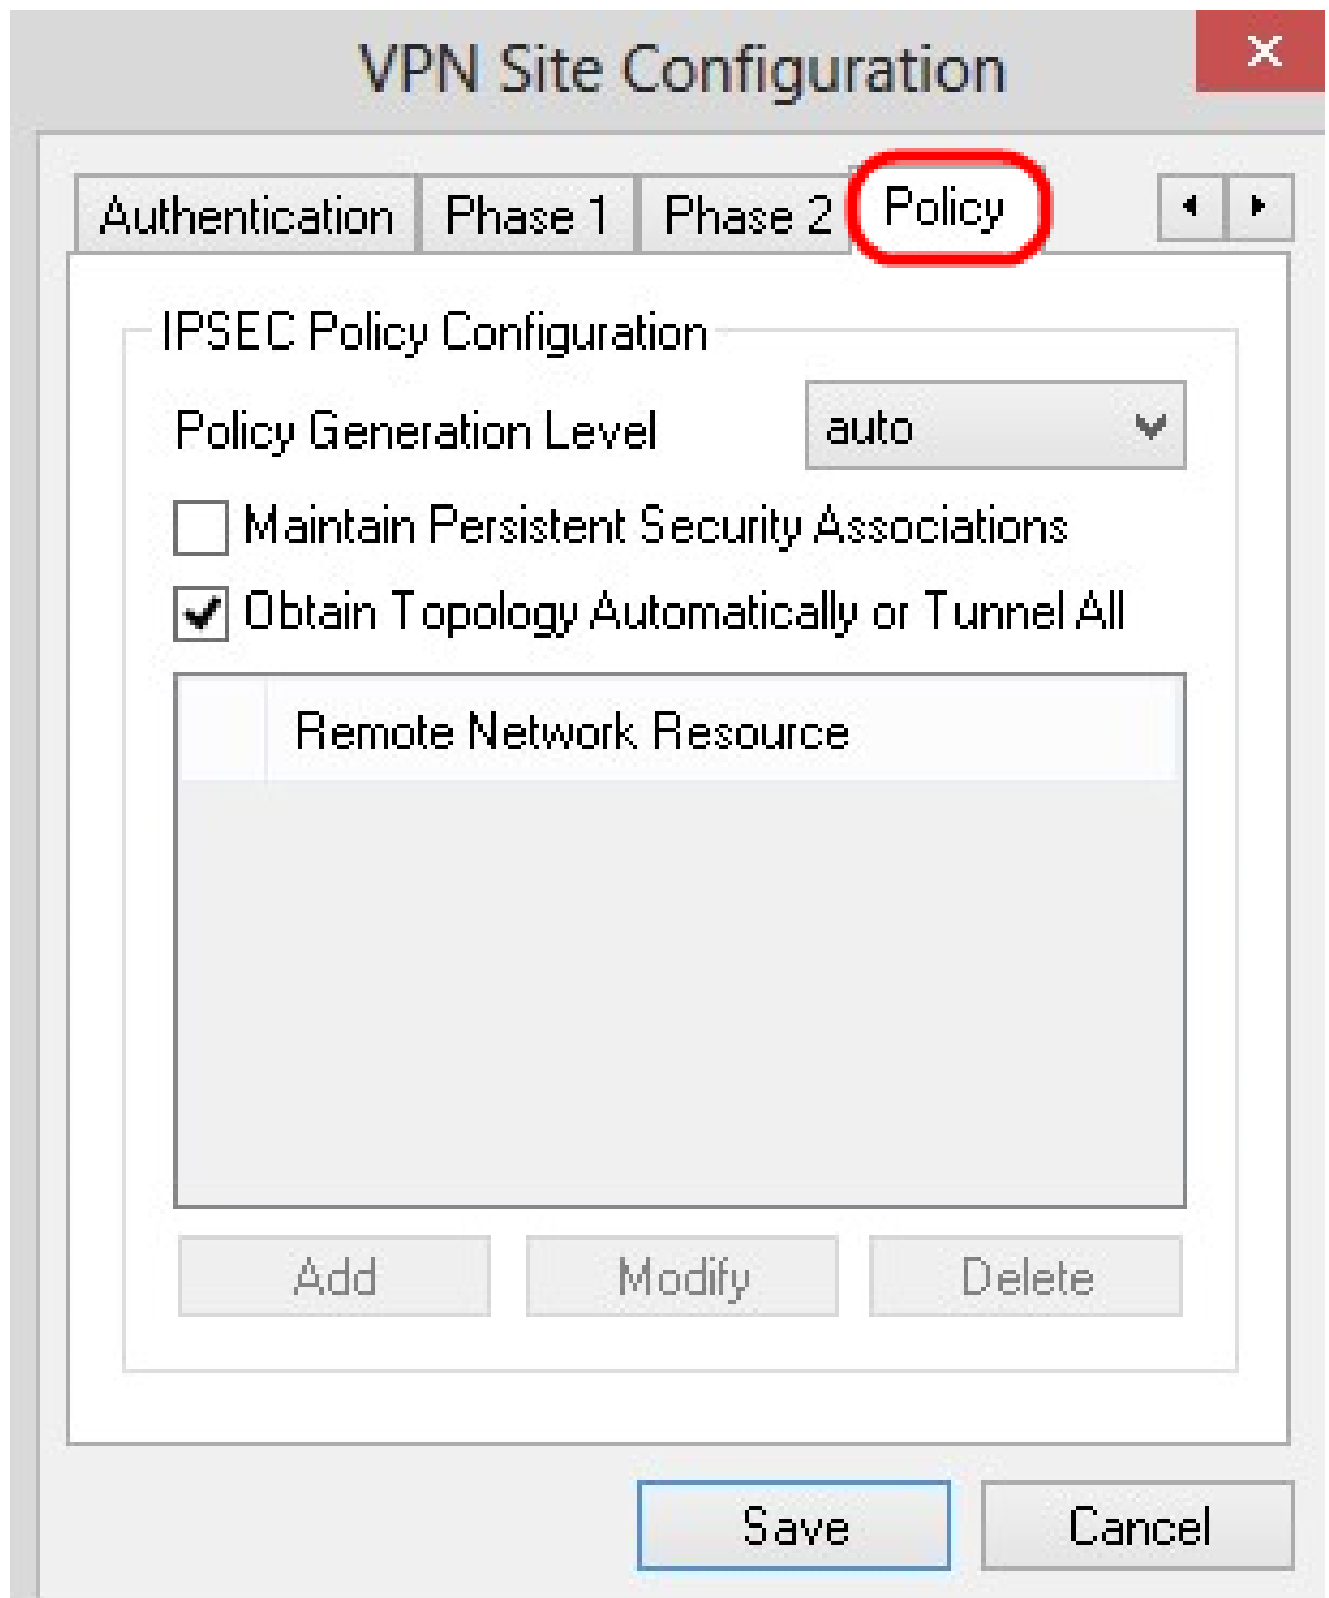 VPN Site Configuration
Authentication Phase 1 Phase 2 Policy
IPSEC Policy Configuration
Policy Generation Level auto
Maintain Persistent Security Associations
Obtain Topology Automatically or Tunnel All
Remote Network Resource
Add Modify Delete
Save Cancel